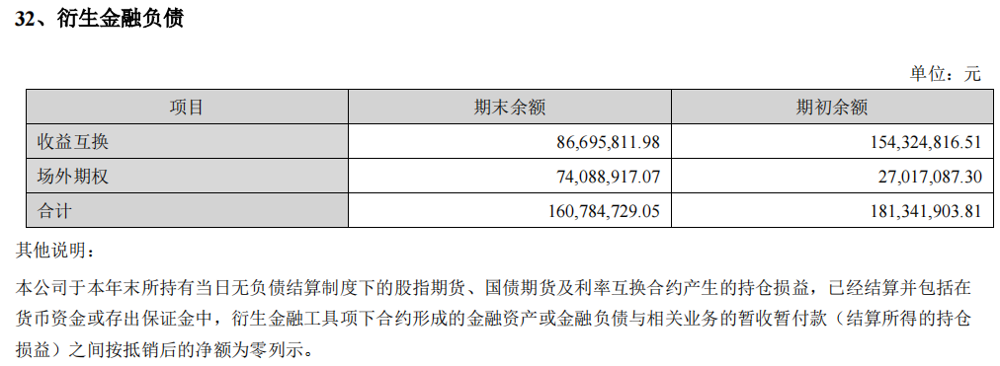 32、衍生金融负债
单位：元
项目 期末余额 期初余额
收益互换 86,695,811.98 154,324,816.51
场外期权 74,088,917.07 27,017,087.30
合计 160,784,729.05 181,341,903.81
其他说明：
本公司于本年末所持有当日无负债结算制度下的股指期货、国债期货及利率互换合约产生的持仓损益，已经结算并包括在
货币资金或存出保证金中，衍生金融工具项下合约形成的金融资产或金融负债与相关业务的暂收暂付款（结算所得的持仓
损益）之间按抵销后的净额为零列示。